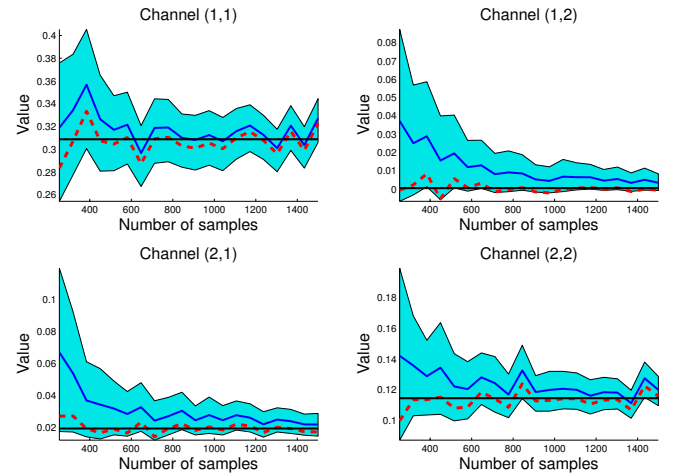 Channel (1,1)
Value
0.4
0.38
0.36
0.34
0.32
0.3
0.28
0.26
400 600 800 1000 1200 1400
Number of samples
Channel (1,2)
Value
0.08
0.07
0.06
0.05
0.04
0.03
0.02
0.01
0
400 600 800 1000 1200 1400
Number of samples
Channel (2,1)
Value
0.1
0.08
0.06
0.04
0.02
400 600 800 1000 1200 1400
Number of samples
Channel (2,2)
Value
0.18
0.16
0.14
0.12
0.1
400 600 800 1000 1200 1400
Number of samples